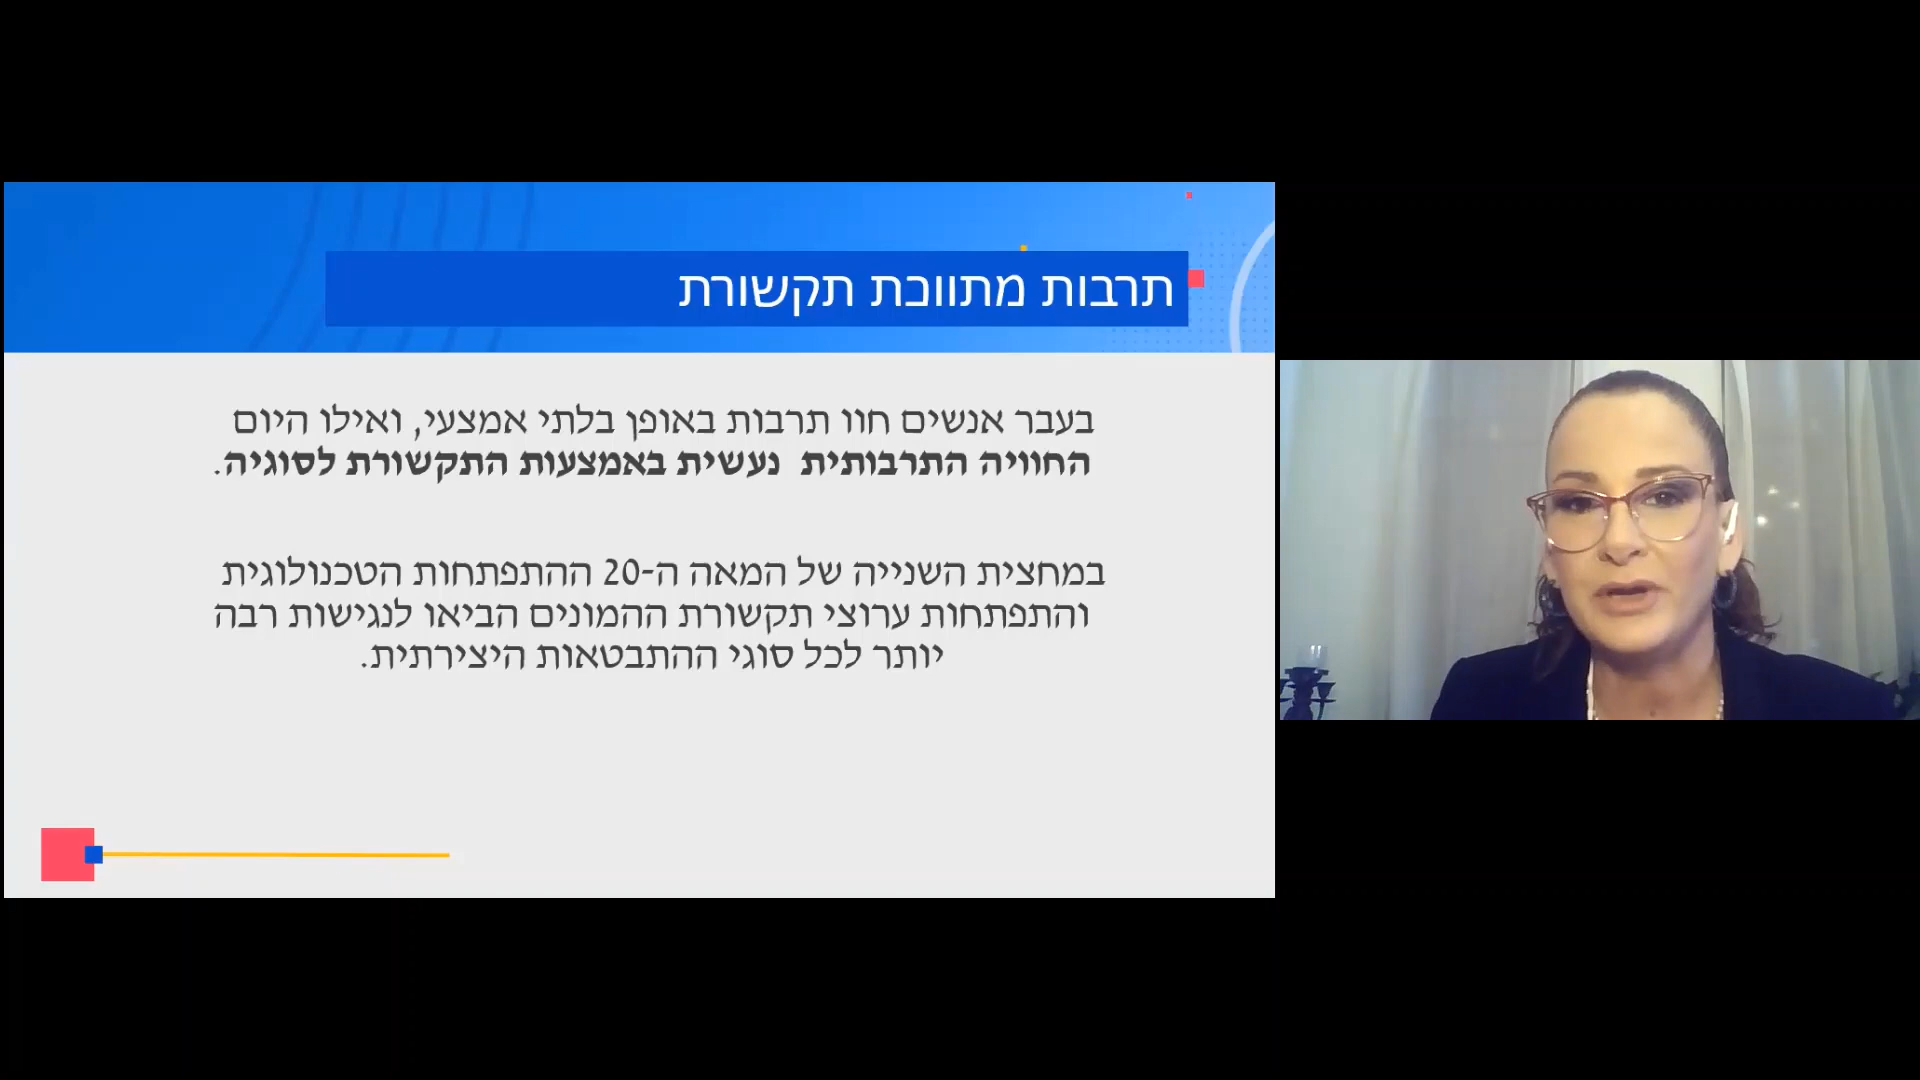 תרבות מתווכת תקשורת
בעבר אנשים חוו תרבות באופן בלתי אמצעי, ואילו היום
החוויה התרבותית נעשית באמצעות התקשורת לסוגיה.
במחצית השנייה של המאה ה-20 ההתפתחות הטכנולוגית
והתפתחות ערוצי תקשורת ההמונים הביאו לנגישות רבה
יותר לכל סוגי ההתבטאות היצירתית.